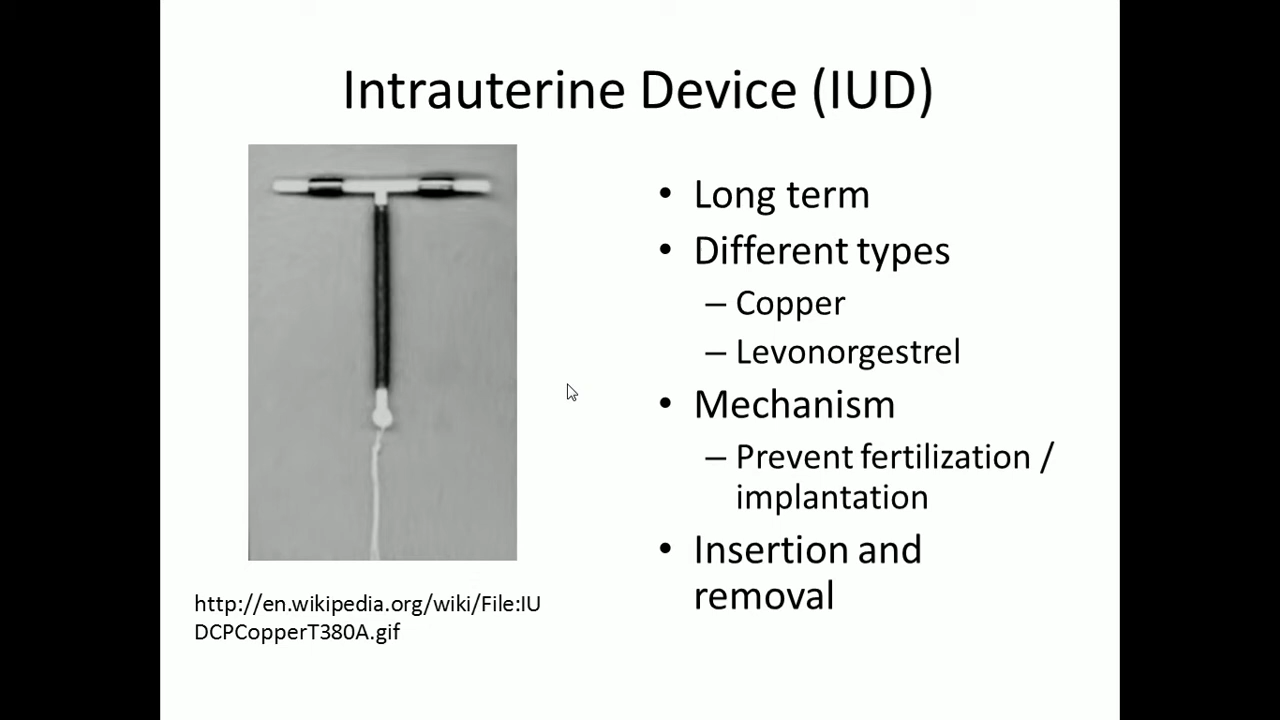 Intrauterine Device (IUD)
• Long term
• Different types
– Copper
– Levonorgestrel
• Mechanism
– Prevent fertilization /
implantation
• Insertion and
removal
http://en.wikipedia.org/wiki/File:IU
DCPCopperT380A.gif